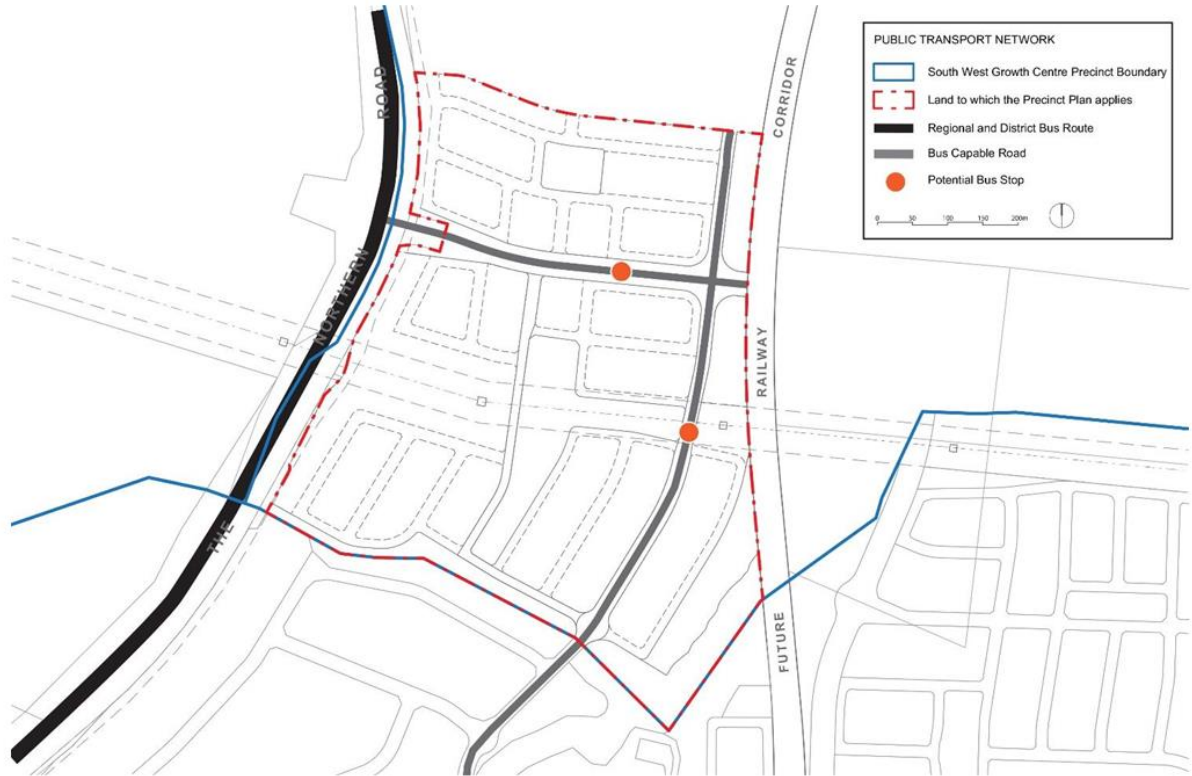 PUBLIC TRANSPORT NETWORK
South West Growth Centre Precinct Boundary
Land to which the Precinct Plan applies
Regional and District Bus Route
Bus Capable Road
Potential Bus Stop
0 50 100 150 200m
THE NORTHERN ROAD
FUTURE RAILWAY CORRIDOR